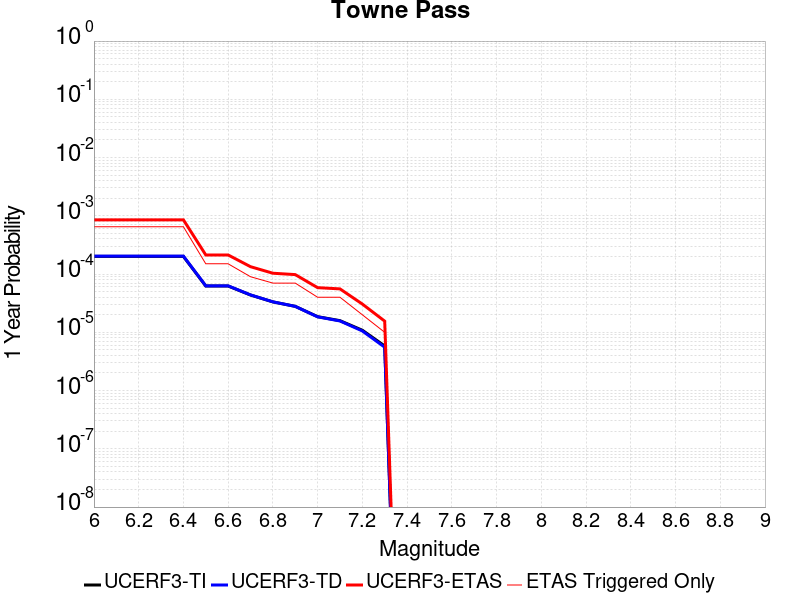 Towne Pass
1 Year Probability
10^0
10^-1
10^-2
10^-3
10^-4
10^-5
10^-6
10^-7
10^-8
6 6.2 6.4 6.6 6.8 7 7.2 7.4 7.6 7.8 8 8.2 8.4 8.6 8.8 9
Magnitude
UCERF3-TI UCERF3-TD UCERF3-ETAS ETAS Triggered Only